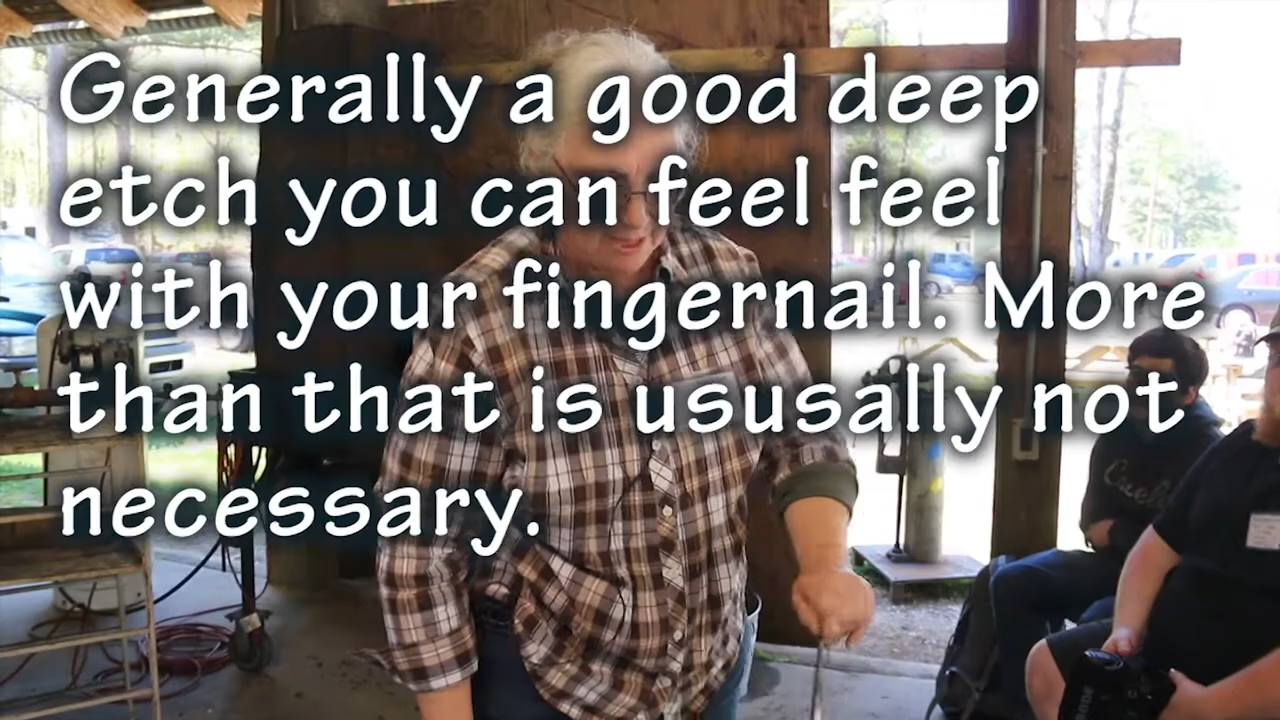 Generally a good deep
etch you can feel feel
with your fingernail. More
than that is ususally not
necessary.